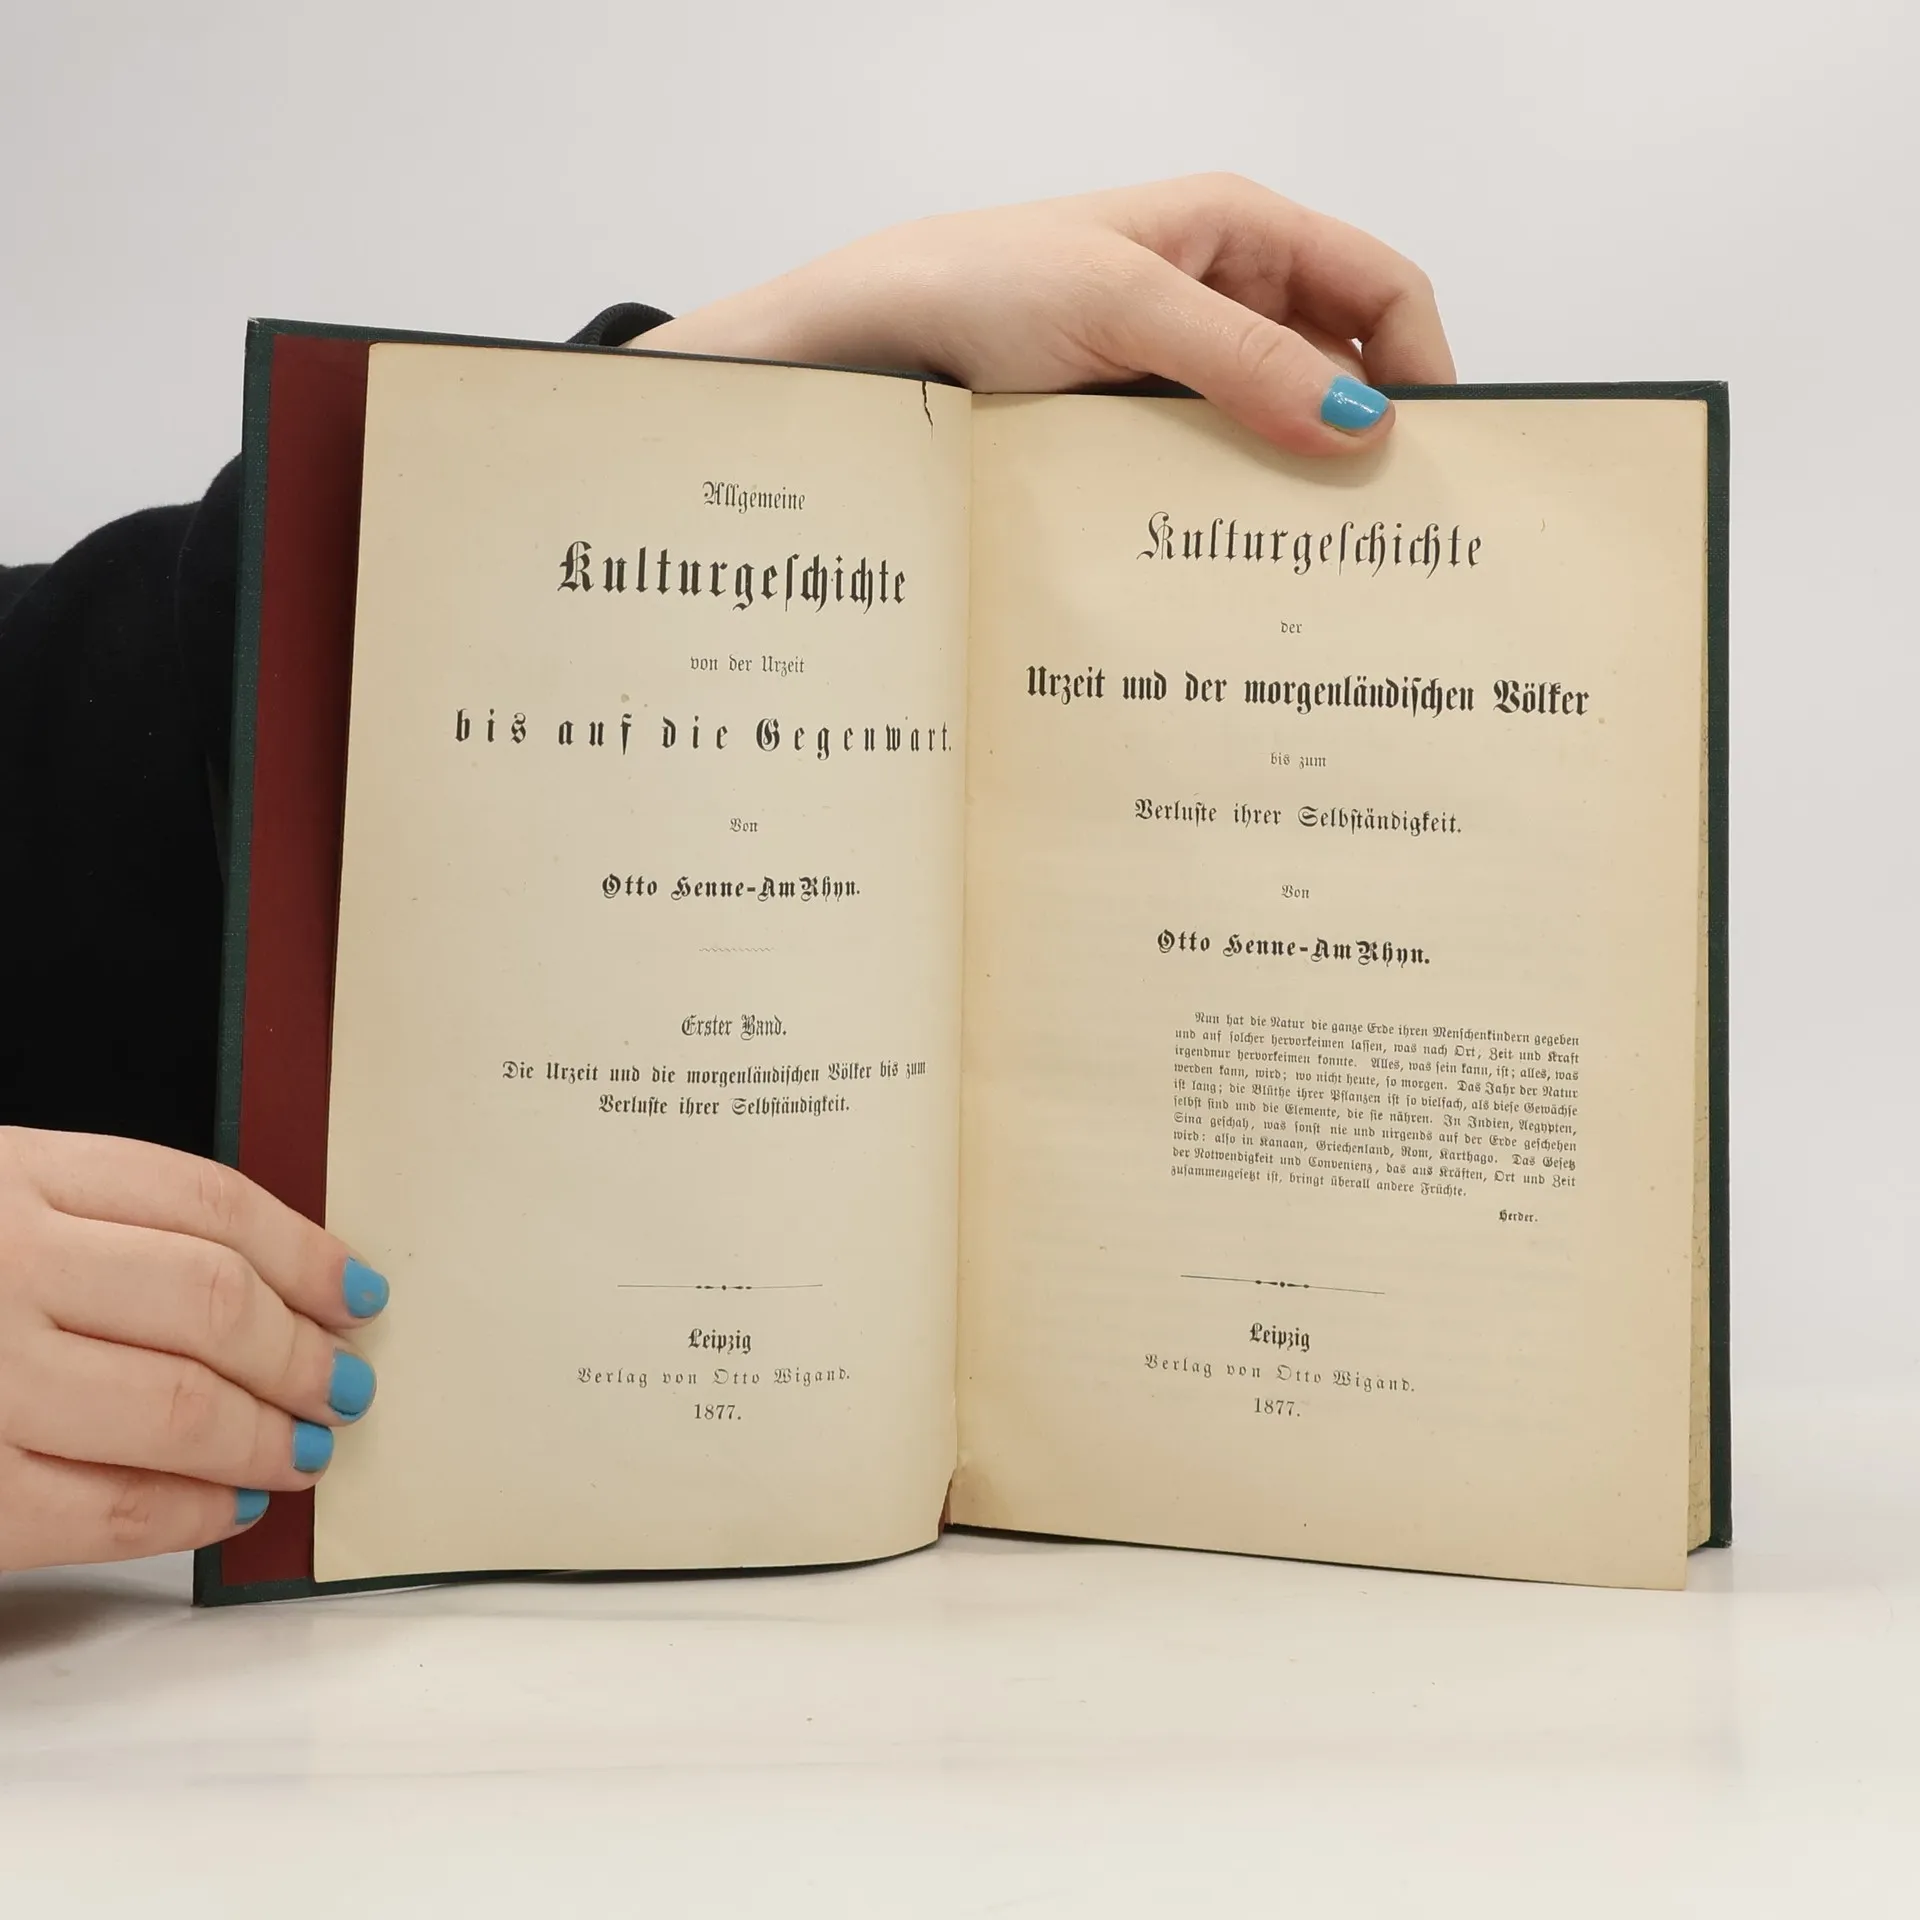 Allgemeine
Kulturgeſchichte
von der Urzeit
bis auf die Gegenwart.
Von
Otto Henne-AmRhyn.
Erster Band.
Die Urzeit und die morgenländiſchen Völker bis zum
Verluſte ihrer Selbſtändigkeit.
Leipzig
Verlag von Otto Wigand.
1877.
Kulturgeſchichte
der
Urzeit und der morgenländiſchen Völker
bis zum
Verluſte ihrer Selbſtändigkeit.
Von
Otto Henne-AmRhyn.
Nun hat die Natur die ganze Erde ihren Menſchenkindern gegeben
und auf ſolcher hervorkeimen laſſen, was nach Ort, Zeit und Kraft
irgendnur hervorkeimen konnte. Alles, was ſein kann, iſt; alles, was
werden kann, wird; wo nicht heute, ſo morgen. Das Jahr der Natur
iſt lang; die Blüthe ihrer Pflanzen iſt ſo vielfach, als dieſe Gewächſe
ſelbſt ſind und die Elemente, die ſie nähren. In Indien, Aegypten,
Sina geſchah, was ſonſt nie und nirgends auf der Erde geſchehen
wird: alſo in Kanaan, Griechenland, Rom, Karthago. Das Geſetz
der Notwendigkeit und Convenienz, das aus Kräften, Ort und Zeit
zuſammengeſetzt iſt, bringt überall andere Früchte.
Herder.
Leipzig
Verlag von Otto Wigand.
1877.